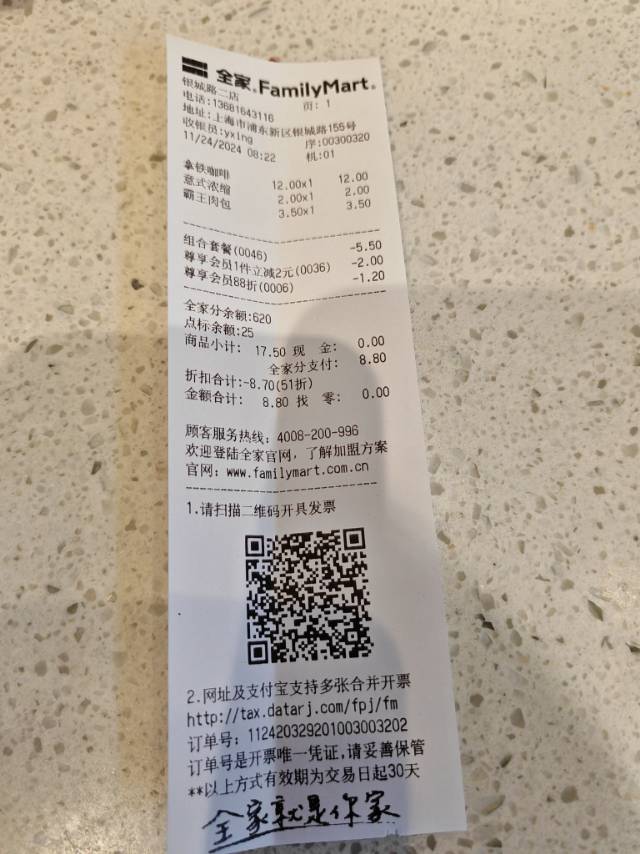 全家®FamilyMart®
银城路二店 页: 1
电话:13681643116
地址:上海市浦东新区银城路155号
收银员:yxing 序:00300320
11/24/2024 08:22 机:01
拿铁咖啡 12.00x1 12.00
意式浓缩 2.00x1 2.00
霸王肉包 3.50x1 3.50
组合套餐(0046) -5.50
尊享会员1件立减2元(0036) -2.00
尊享会员88折(0006) -1.20
全家分余额:620
点标余额:25
商品小计: 17.50 现 金: 0.00
全家分支付: 8.80
折扣合计:-8.70(51折)
金额合计: 8.80 找 零: 0.00
顾客服务热线: 4008-200-996
欢迎登陆全家官网, 了解加盟方案
官网: www.familymart.com.cn
1.请扫描二维码开具发票
2.网址及支付宝支持多张合并开票
http://tax.datarj.com/fpj/fm
订单号: 112420329201003003202
订单号是开票唯一凭证,请妥善保管
**以上方式有效期为交易日起30天
全家就是你家